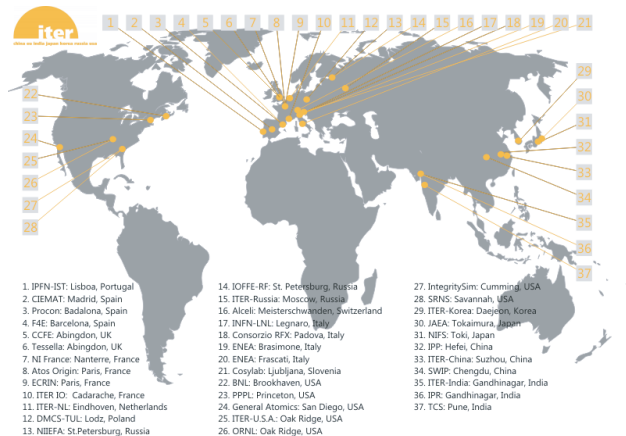 1 2 3 4 5 6 7 8 9 10 11 12 13 14 15 16 17 18 19 20 21
iter
china eu india japan korea russia usa
22
23
24
25
26
27
28
29
30
31
32
33
34
35
36
37
1. IPFN-IST: Lisboa, Portugal
2. CIEMAT: Madrid, Spain
3. Procon: Badalona, Spain
4. F4E: Barcelona, Spain
5. CCFE: Abingdon, UK
6. Tessella: Abingdon, UK
7. NI France: Nanterre, France
8. Atos Origin: Paris, France
9. ECRIN: Paris, France
10. ITER IO: Cadarache, France
11. ITER-NL: Eindhoven, Netherlands
12. DMCS-TUL: Lodz, Poland
13. NIIEFA: St.Petersburg, Russia
14. IOFFE-RF: St. Petersburg, Russia
15. ITER-Russia: Moscow, Russia
16. Alceli: Meisterschwanden, Switzerland
17. INFN-LNL: Legnaro, Italy
18. Consorzio RFX: Padova, Italy
19. ENEA: Brasimone, Italy
20. ENEA: Frascati, Italy
21. Cosylab: Ljubljana, Slovenia
22. BNL: Brookhaven, USA
23. PPPL: Princeton, USA
24. General Atomics: San Diego, USA
25. ITER-U.S.A.: Oak Ridge, USA
26. ORNL: Oak Ridge, USA
27. IntegritySim: Cumming, USA
28. SRNS: Savannah, USA
29. ITER-Korea: Daejeon, Korea
30. JAEA: Tokaimura, Japan
31. NIFS: Toki, Japan
32. IPP: Hefei, China
33. ITER-China: Suzhou, China
34. SWIP: Chengdu, China
35. ITER-India: Gandhinagar, India
36. IPR: Gandhinagar, India
37. TCS: Pune, India